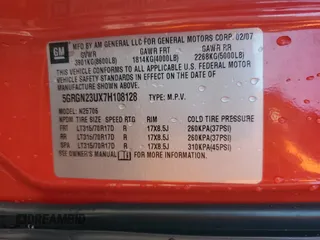 GM
MFD BY AM GENERAL LLC FOR GENERAL MOTORS CORP. 02/07
GVWR GAWR FRT GAWR RR
3901KG(8600LB) 1814KG(4000LB) 2268KG(5000LB)
THIS VEHICLE CONFORMS TO ALL APPLICABLE U.S. FEDERAL MOTOR
VEHICLE SAFETY STANDARDS IN EFFECT ON THE DATE OF
MANUFACTURE SHOWN ABOVE.
5GRGN23UX7H108128 TYPE: M.P.V.
MODEL: N25706
TIRE SIZE SPEED RTG RIM COLD TIRE PRESSURE
FRT LT315/70R17D R 17X8.5J 260KPA(37PSI)
RR LT315/70R17D R 17X8.5J 260KPA(37PSI)
SPA LT315/70R17D R 17X8.5J 310KPA(45PSI)
SEE OWNER'S MANUAL FOR ADDITIONAL INFORMATION
DREAMBID